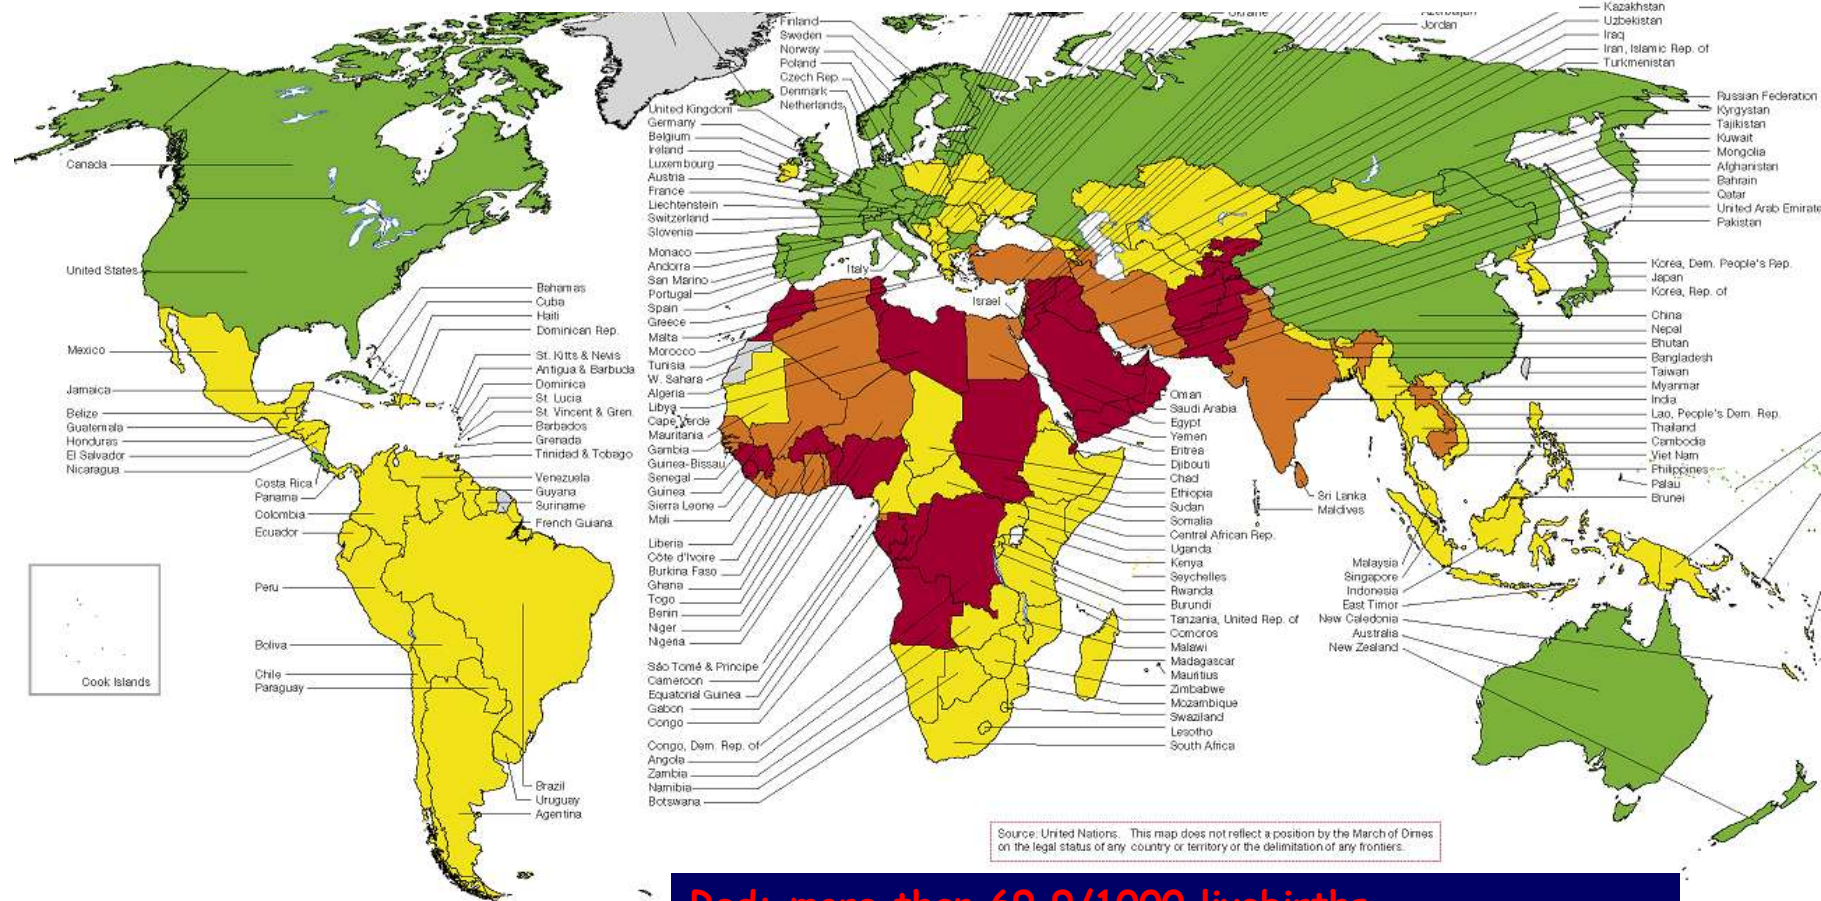 Canada
United States
Mexico
Jamaica
Belize
Guatemala
Honduras
El Salvador
Nicaragua
Cook Islands
Bahamas
Cuba
Haiti
Dominican Rep.
St. Kitts & Nevis
Antigua & Barbuda
Dominica
St. Lucia
St. Vincent & Gren.
Barbados
Grenada
Trinidad & Tobago
Venezuela
Guyana
Suriname
French Guiana
Costa Rica
Panama
Colombia
Ecuador
Peru
Boliva
Chile
Paraguay
Brazil
Uruguay
Agentina
Finland
Sweden
Norway
Poland
Czech Rep.
Denmark
Netherlands
United Kingdom
Germany
Belgium
Ireland
Luxembourg
Austria
France
Liechtenstein
Switzerland
Slovenia
Monaco
Andorra
San Marino
Portugal
Spain
Greece
Malta
Morocco
Tunisia
W. Sahara
Algeria
Libya
Cape Verde
Mauritania
Gambia
Guinea-Bissau
Senegal
Guinea
Sierra Leone
Mali
Liberia
Côte d'Ivoire
Burkina Faso
Ghana
Togo
Benin
Niger
Nigeria
São Tomé & Principe
Cameroon
Equatorial Guinea
Gabon
Congo
Congo, Dem. Rep. of
Angola
Zambia
Namibia
Botswana
Italy
Israel
Ukraine
Azerbaijan
Jordan
Kazakhstan
Uzbekistan
Iraq
Iran, Islamic Rep. of
Turkmenistan
Russian Federation
Kyrgystan
Tajikistan
Kuwait
Mongolia
Afghanistan
Bahrain
Qatar
United Arab Emirate
Pakistan
Korea, Dem. People's Rep.
Japan
Korea, Rep. of
China
Nepal
Bhutan
Bangladesh
Taiwan
Myanmar
India
Lao, People's Dem. Rep.
Thailand
Cambodia
Viet Nam
Philippines
Palau
Brunei
Oman
Saudi Arabia
Egypt
Yemen
Eritrea
Djibouti
Chad
Ethiopia
Sudan
Somalia
Central African Rep.
Uganda
Kenya
Seychelles
Rwanda
Burundi
Tanzania, United Rep. of
Comoros
Malawi
Madagascar
Mauritius
Zimbabwe
Mozambique
Swaziland
Lesotho
South Africa
Sri Lanka
Maldives
Malaysia
Singapore
Indonesia
East Timor
New Caledonia
Australia
New Zealand
Source: United Nations. This map does not reflect a position by the March of Dimes
on the legal status of any country or territory or the delimitation of any frontiers.
Red: more than 69.9/1000 livebirths